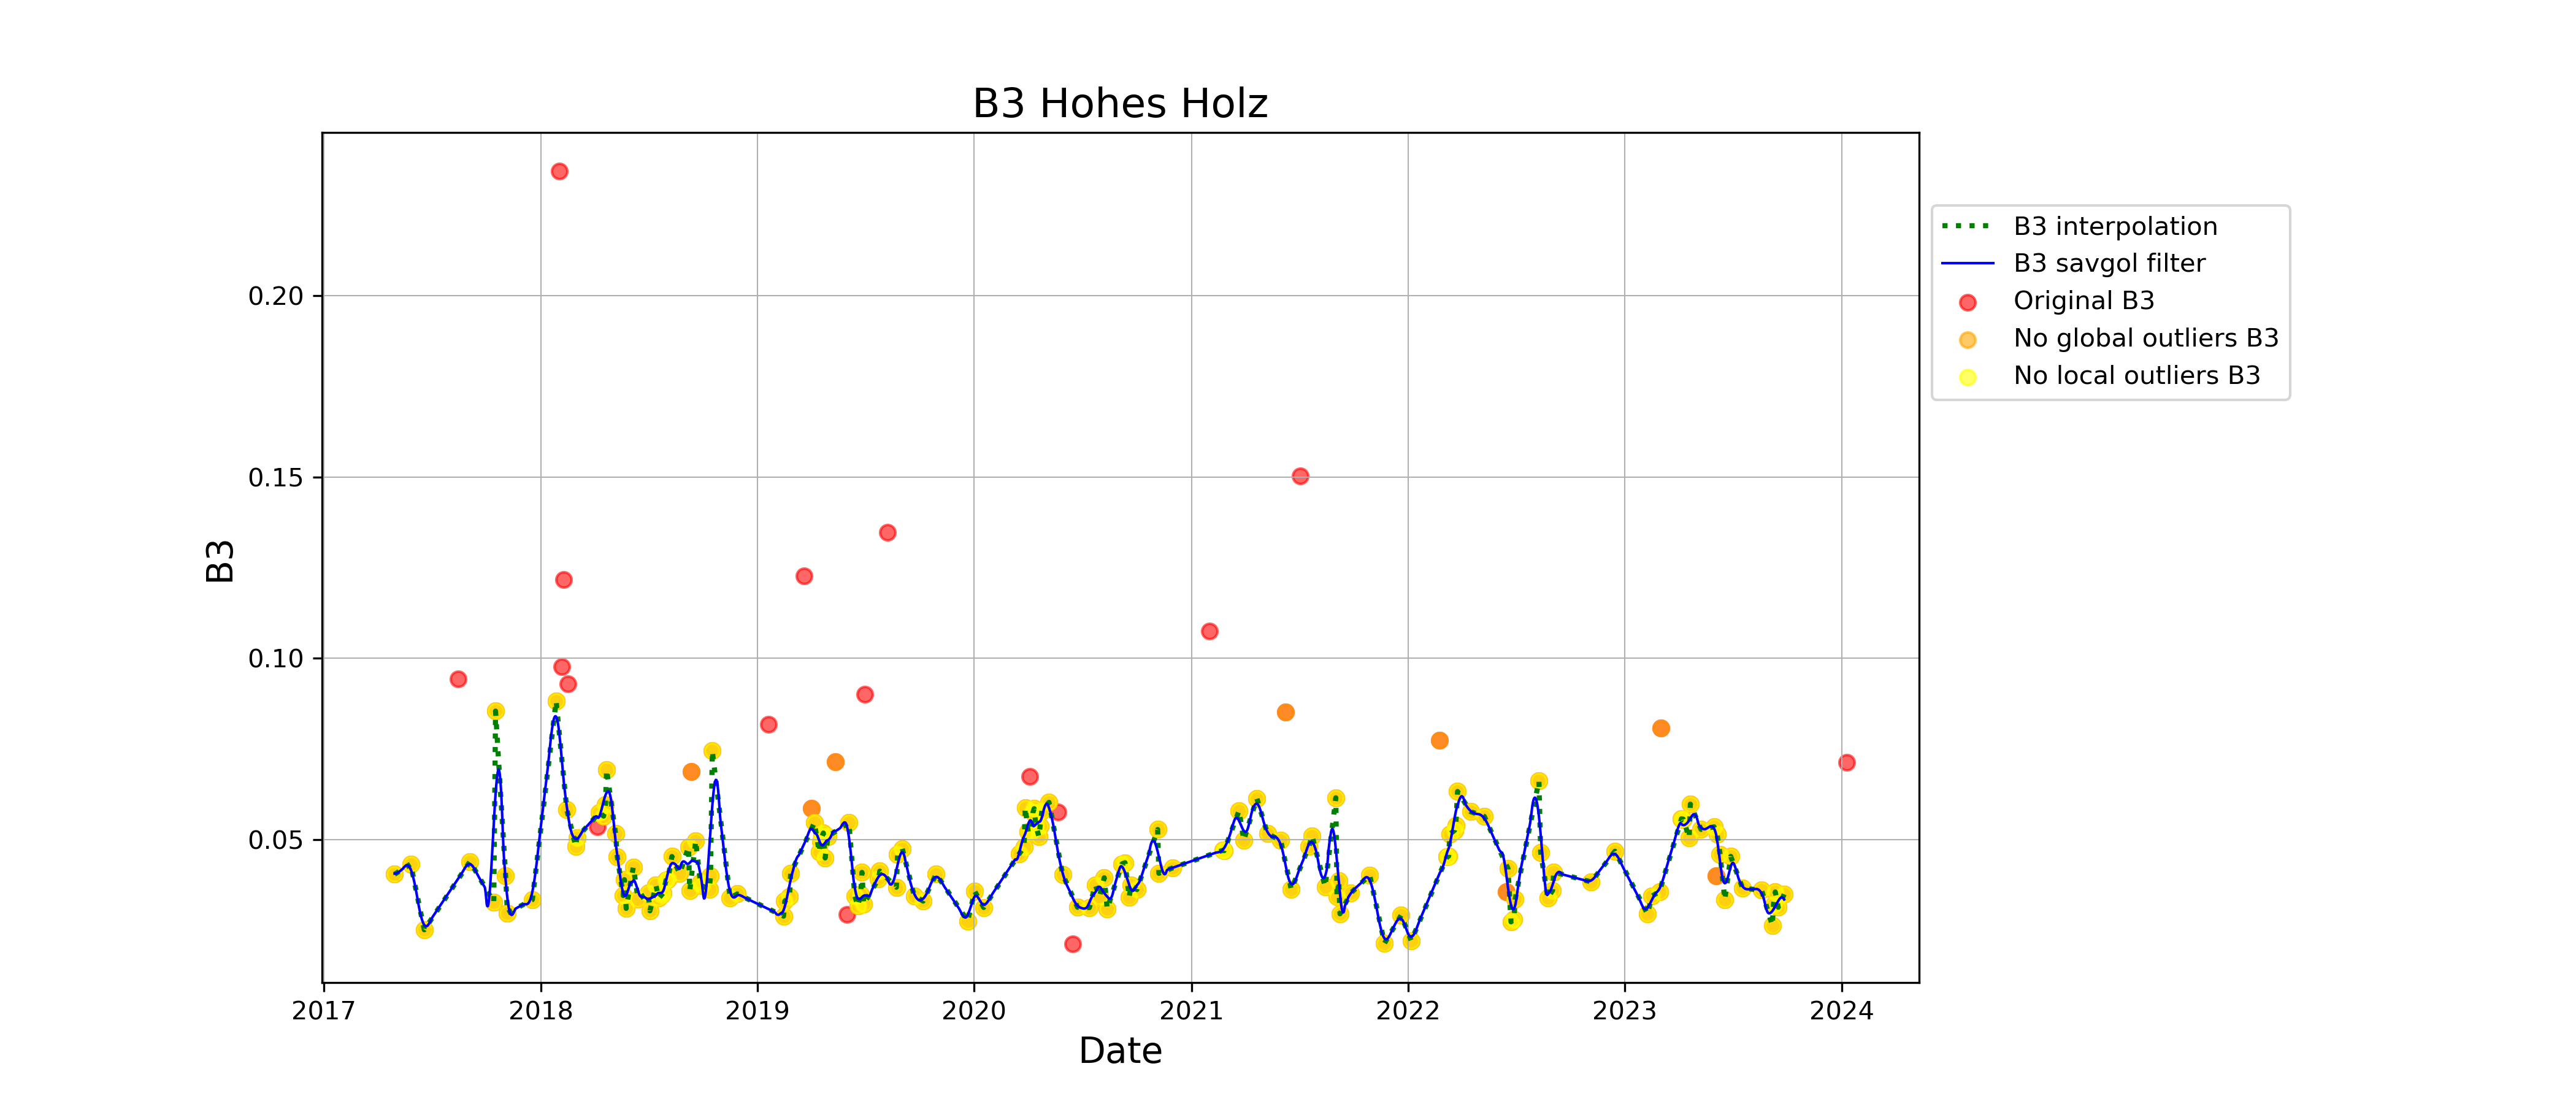 B3 Hohes Holz
B3
0.20
0.15
0.10
0.05
2017 2018 2019 2020 2021 2022 2023 2024
Date
B3 interpolation
B3 savgol filter
Original B3
No global outliers B3
No local outliers B3